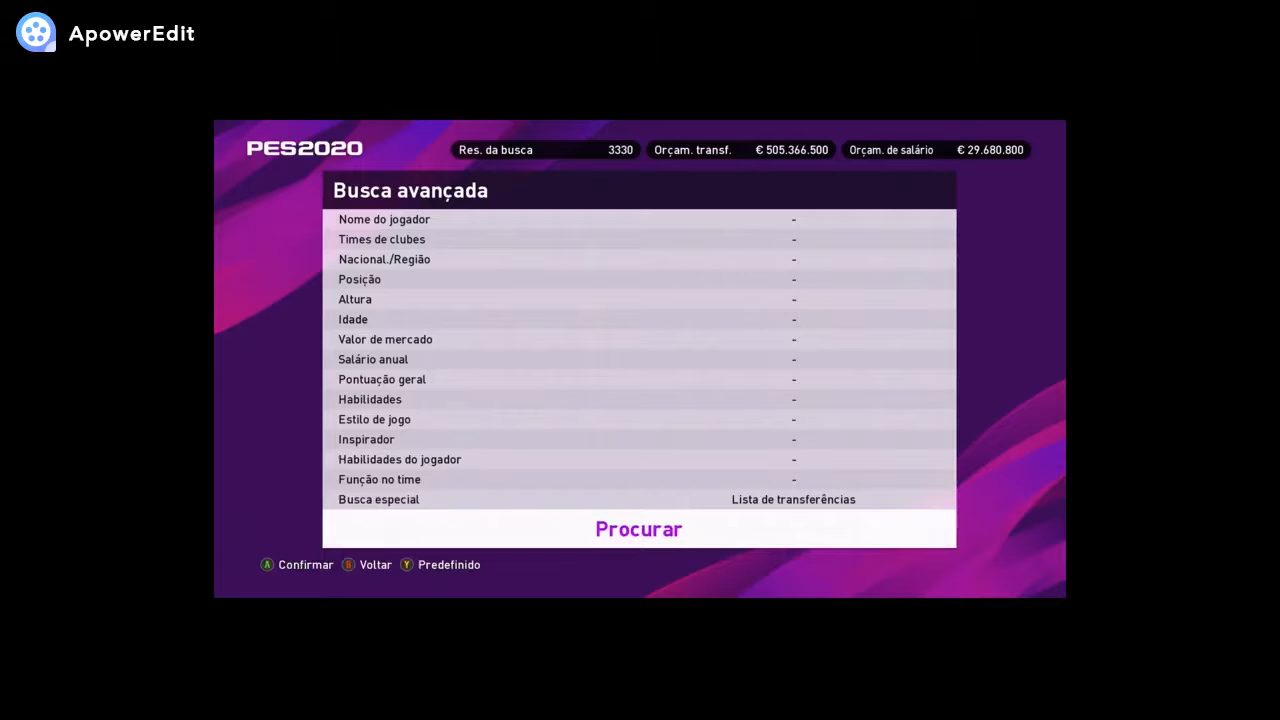 ApowerEdit
PES2020
Res. da busca 3330 Orçam. transf. € 505.366.500 Orçam. de salário € 29.680.800
Busca avançada
Nome do jogador -
Times de clubes -
Nacional./Região -
Posição -
Altura -
Idade -
Valor de mercado -
Salário anual -
Pontuação geral -
Habilidades -
Estilo de jogo -
Inspirador -
Habilidades do jogador -
Função no time -
Busca especial Lista de transferências
Procurar
A Confirmar B Voltar Y Predefinido